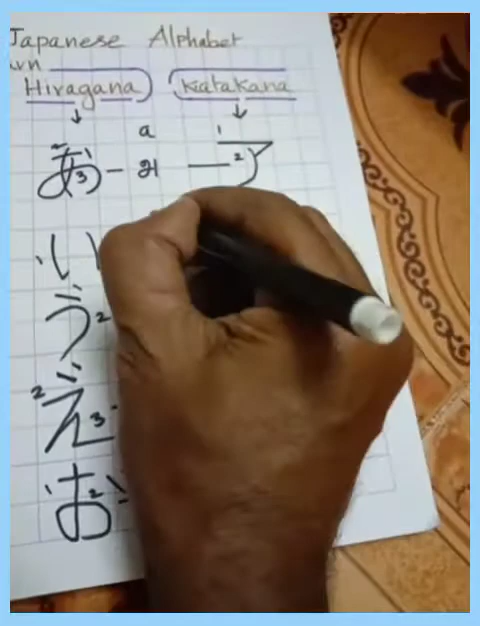 Japanese Alphabet
Hiragana Katakana
a
あ - अ - ア
い
う
え
お